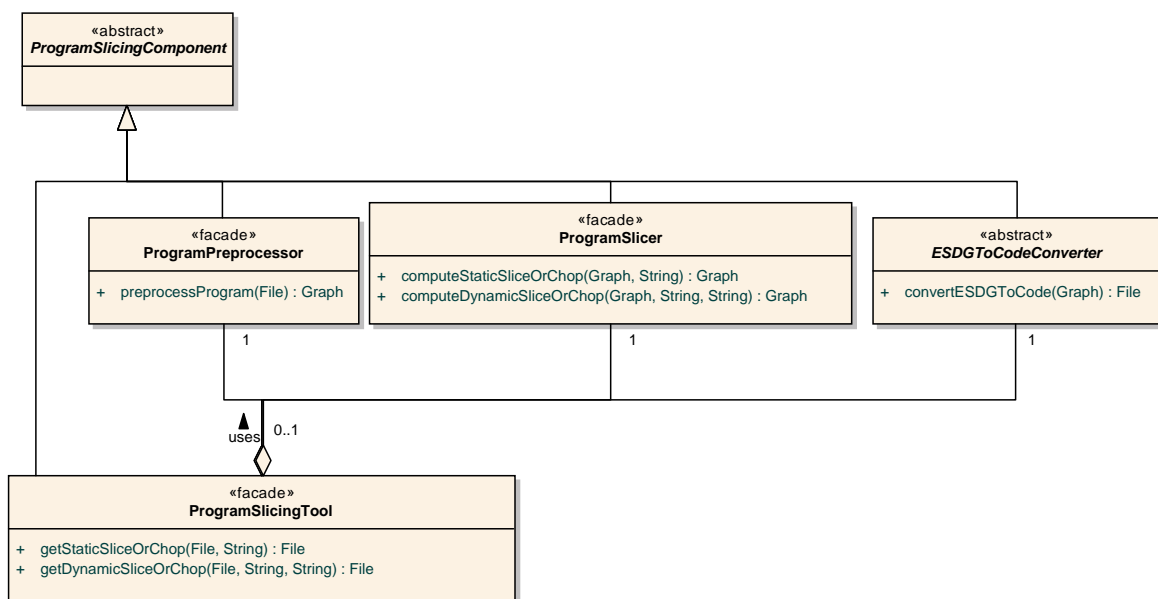 «abstract»
ProgramSlicingComponent
«facade»
ProgramPreprocessor
+ preprocessProgram(File) : Graph
«facade»
ProgramSlicer
+ computeStaticSliceOrChop(Graph, String) : Graph
+ computeDynamicSliceOrChop(Graph, String, String) : Graph
«abstract»
ESDGToCodeConverter
+ convertESDGToCode(Graph) : File
1
1
1
uses
0..1
«facade»
ProgramSlicingTool
+ getStaticSliceOrChop(File, String) : File
+ getDynamicSliceOrChop(File, String, String) : File